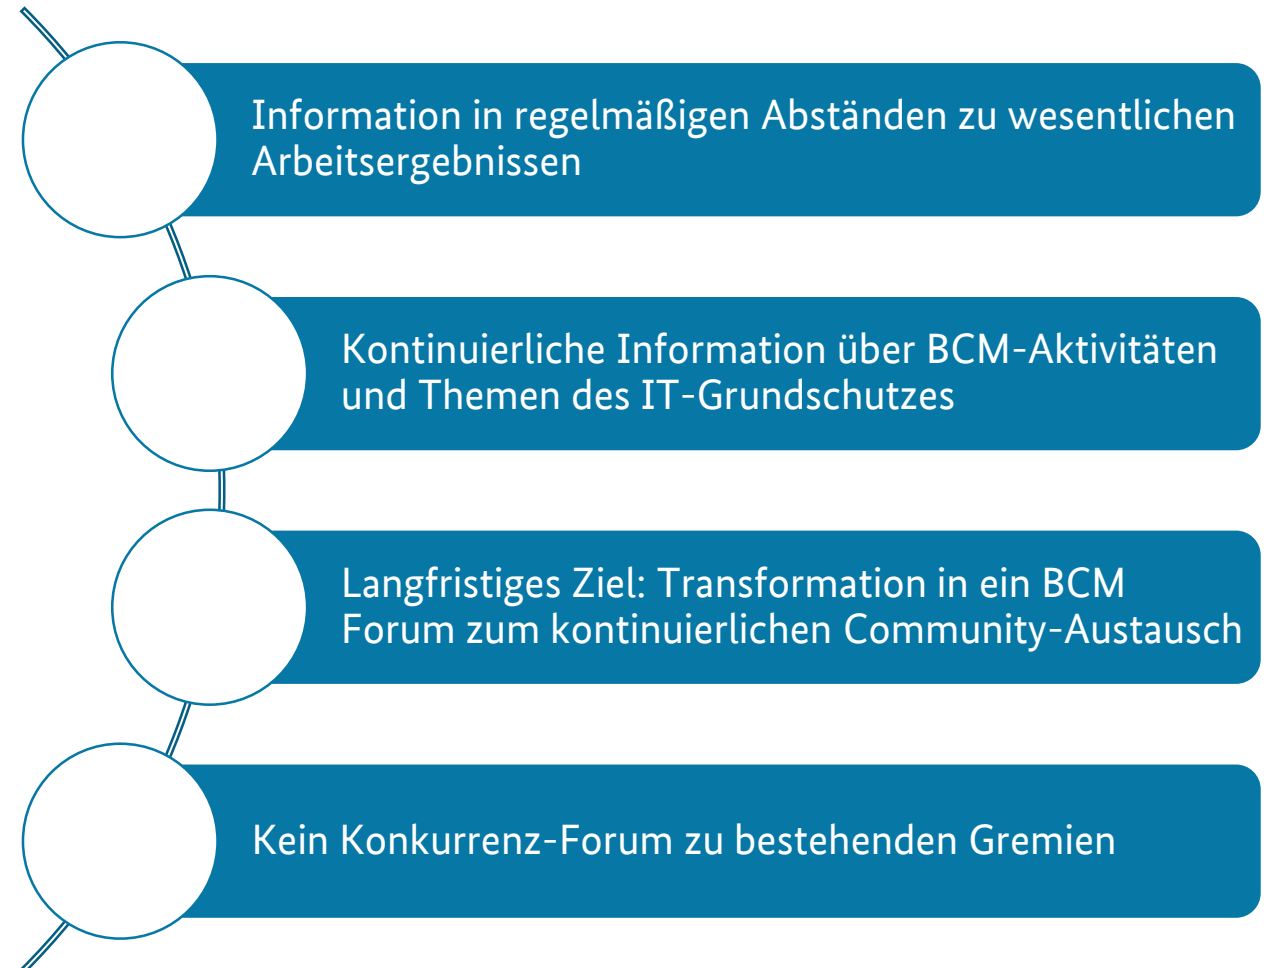 Information in regelmäßigen Abständen zu wesentlichen
Arbeitsergebnissen
Kontinuierliche Information über BCM-Aktivitäten
und Themen des IT-Grundschutzes
Langfristiges Ziel: Transformation in ein BCM
Forum zum kontinuierlichen Community-Austausch
Kein Konkurrenz-Forum zu bestehenden Gremien